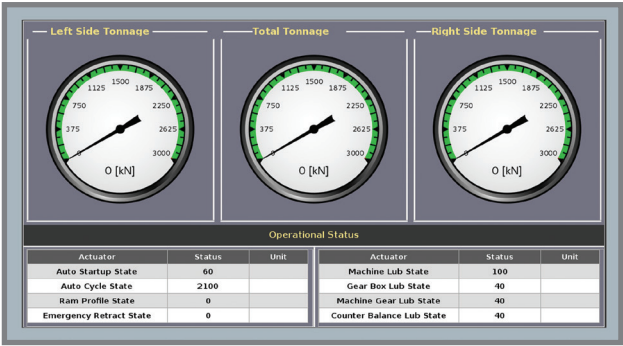 Left Side Tonnage
Total Tonnage
Right Side Tonnage
0 375 750 1125 1500 1875 2250 2625 3000
0 [kN]
0 375 750 1125 1500 1875 2250 2625 3000
0 [kN]
0 375 750 1125 1500 1875 2250 2625 3000
0 [kN]
Operational Status
Actuator Status Unit
Auto Startup State 60
Auto Cycle State 2100
Ram Profile State 0
Emergency Retract State 0
Actuator Status Unit
Machine Lub State 100
Gear Box Lub State 40
Machine Gear Lub State 40
Counter Balance Lub State 40